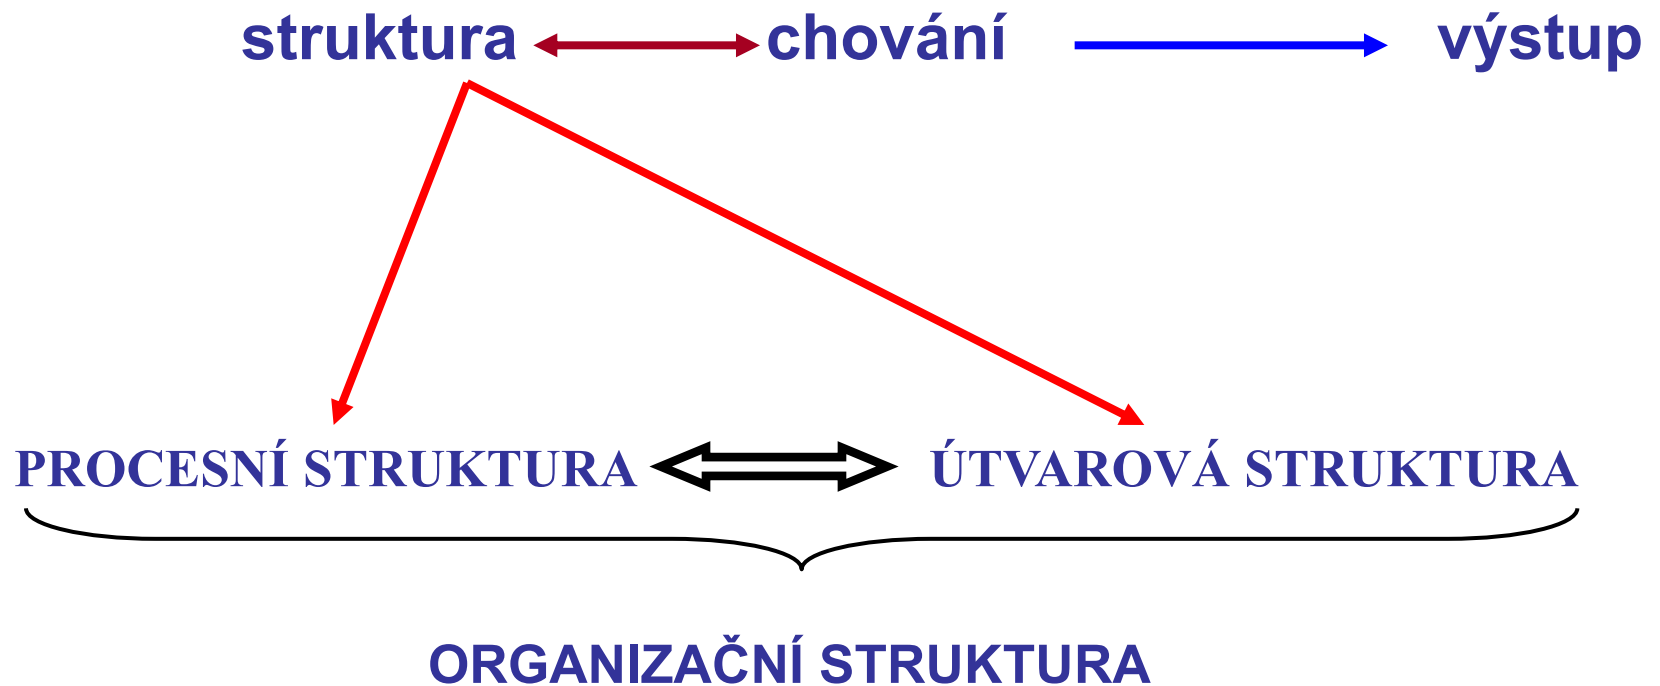 struktura chování výstup
PROCESNÍ STRUKTURA ÚTVAROVÁ STRUKTURA
ORGANIZAČNÍ STRUKTURA